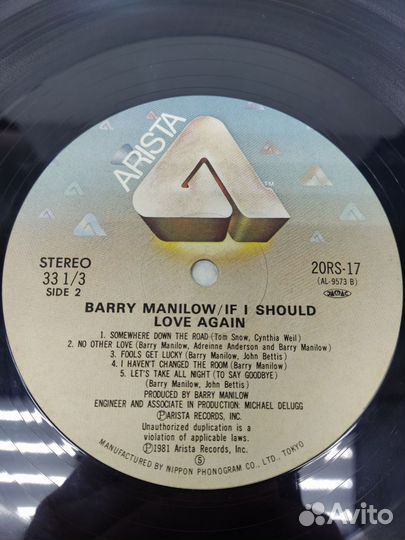 ARISTA
TM
STEREO
33 1/3
SIDE 2
20RS-17
(AL-9573 B)
JASRAC
BARRY MANILOW/IF I SHOULD
LOVE AGAIN
1. SOMEWHERE DOWN THE ROAD (Tom Snow, Cynthia Weil)
2. NO OTHER LOVE (Barry Manilow, Adreinne Anderson and Barry Manilow)
3. FOOLS GET LUCKY (Barry Manilow, John Bettis)
4. I HAVEN'T CHANGED THE ROOM (Barry Manilow)
5. LET'S TAKE ALL NIGHT (TO SAY GOODBYE)
(Barry Manilow, John Bettis)
PRODUCED BY BARRY MANILOW
ENGINEER AND ASSOCIATE IN PRODUCTION: MICHAEL DELUGG
ⓟARISTA RECORDS, INC.
Unauthorized duplication is a
violation of applicable laws.
ⓟ1981 Arista Records, Inc.
Ⓢ
MANUFACTURED BY NIPPON PHONOGRAM CO., LTD., TOKYO
Avito